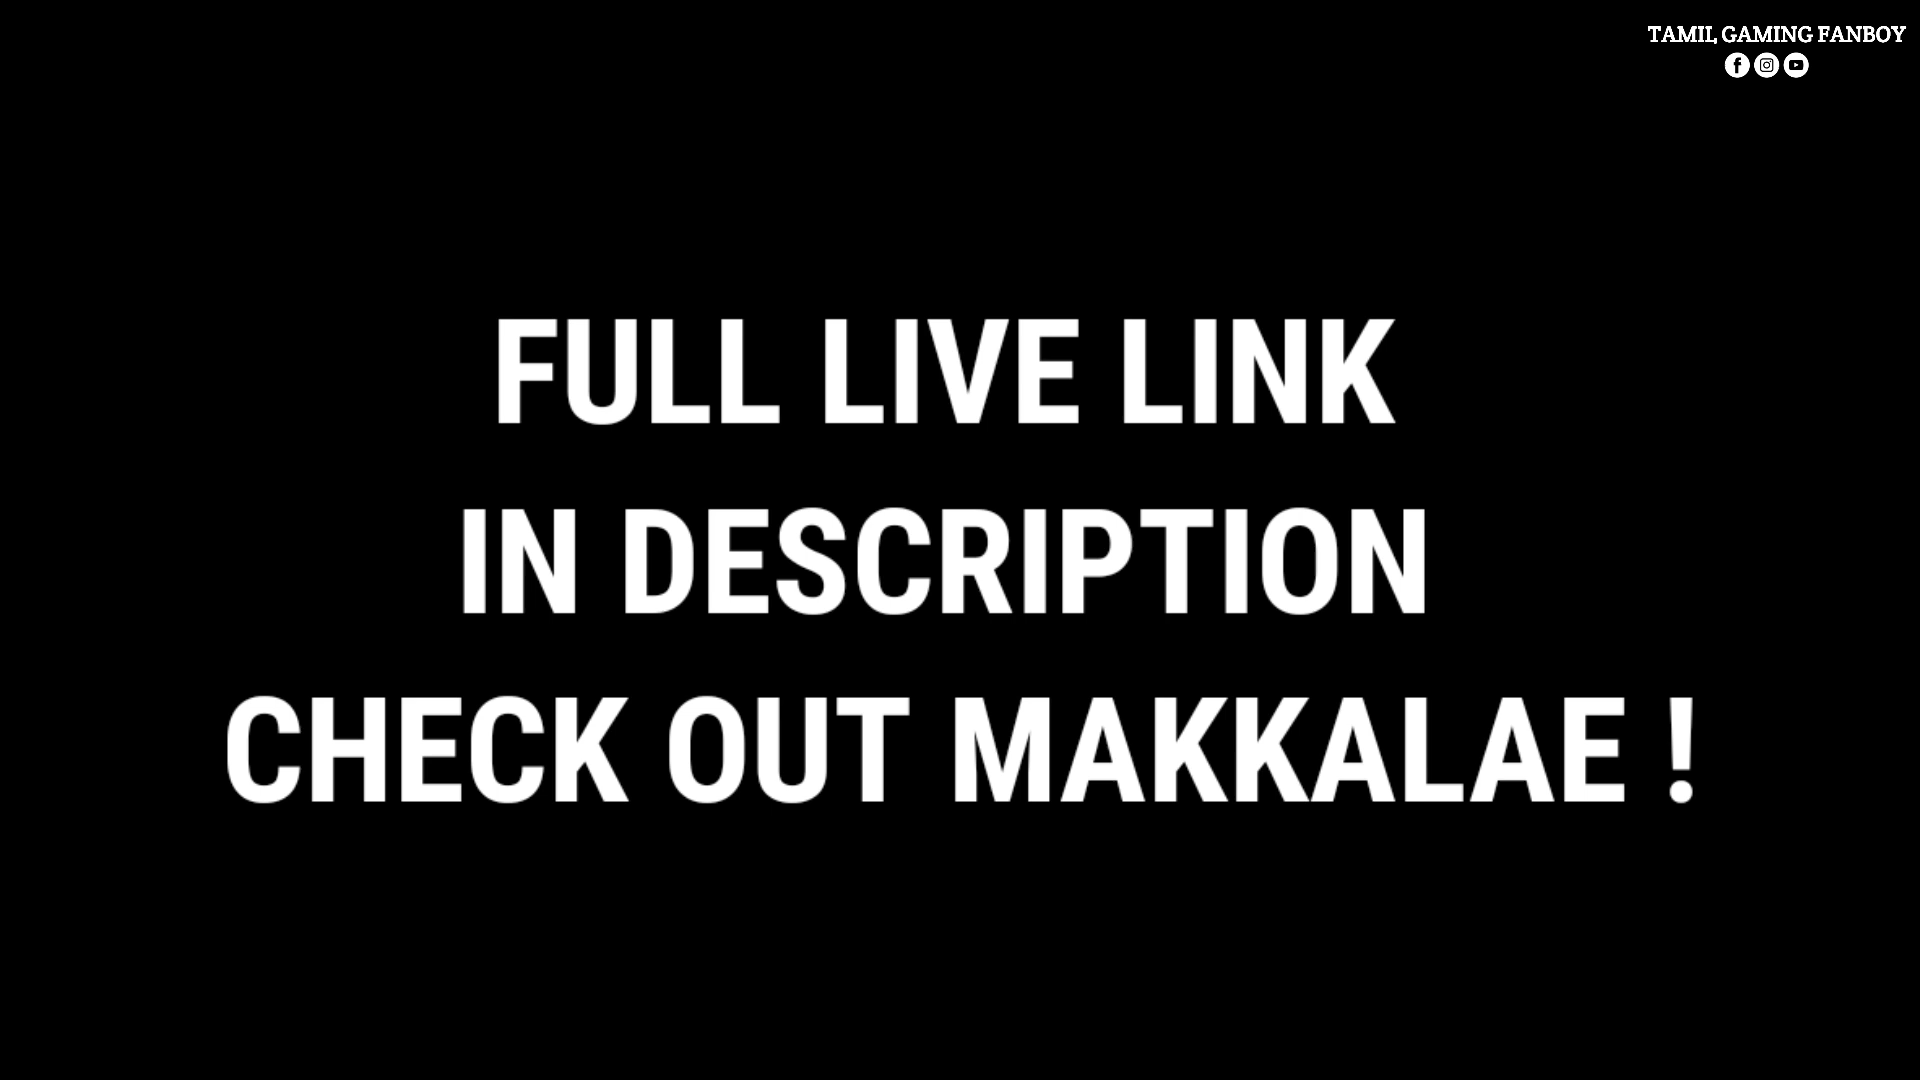 TAMIL GAMING FANBOY
FULL LIVE LINK
IN DESCRIPTION
CHECK OUT MAKKALAE !